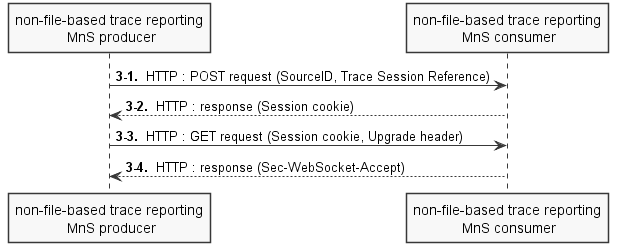 non-file-based trace reporting
MnS producer
non-file-based trace reporting
MnS consumer
3-1. HTTP : POST request (SourceID, Trace Session Reference)
3-2. HTTP : response (Session cookie)
3-3. HTTP : GET request (Session cookie, Upgrade header)
3-4. HTTP : response (Sec-WebSocket-Accept)
non-file-based trace reporting
MnS producer
non-file-based trace reporting
MnS consumer